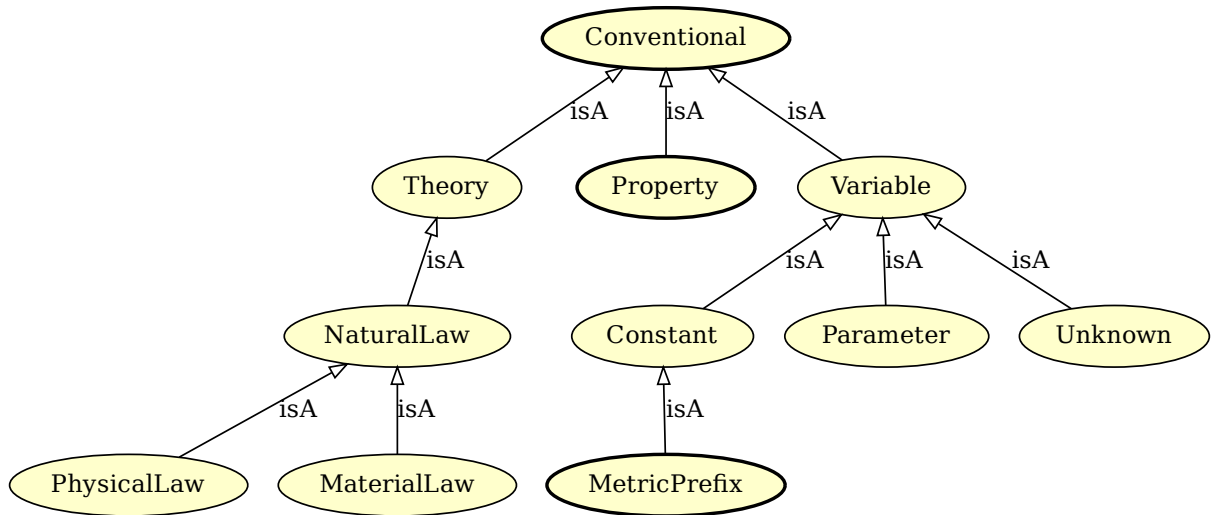 Conventional
isA isA isA
Theory Property Variable
isA isA isA isA
NaturalLaw Constant Parameter Unknown
isA isA isA
PhysicalLaw MaterialLaw MetricPrefix